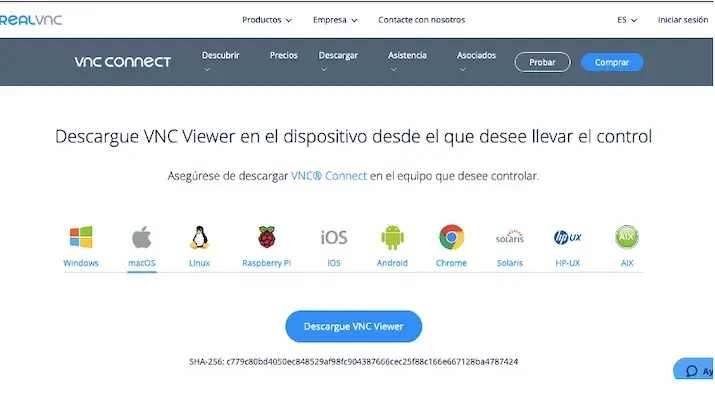 REALVNC
Productos Empresa Contacte con nosotros ES Iniciar sesión
vnc connect Descubrir Precios Descargar Asistencia Asociados Probar Comprar
Descargue VNC Viewer en el dispositivo desde el que desee llevar el control
Asegúrese de descargar VNC® Connect en el equipo que desee controlar.
iOS solaris hp UX AIX
Windows macOS Linux Raspberry Pi iOS Android Chrome Solaris HP-UX AIX
Descargue VNC Viewer
SHA-256: c779c80bd4050ec848529af98fc904387666cec25f88c166e667128ba4787424
Ay